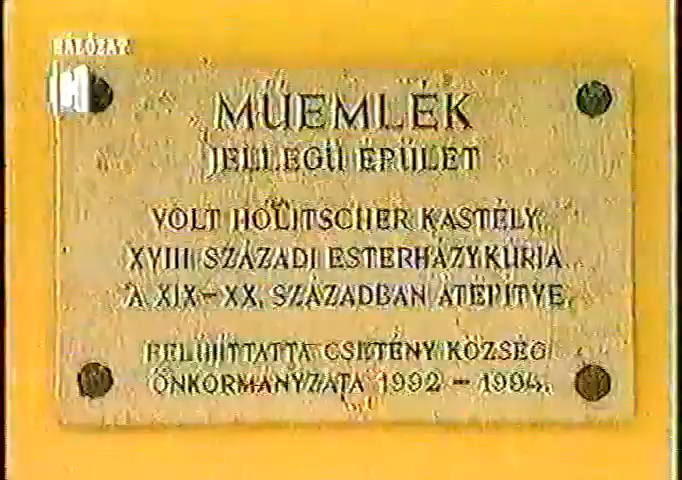 HÁLÓZAT
MŰEMLÉK
JELLEGŰ ÉPÜLET
VOLT HOLITSCHER KASTÉLY.
XVIII. SZÁZADI ESTERHÁZY KÚRIA
A XIX-XX. SZÁZADBAN ÁTÉPÍTVE.
FELÚJÍTTATTA CSETÉNY KÖZSÉG
ÖNKORMÁNYZATA 1992 - 1994.